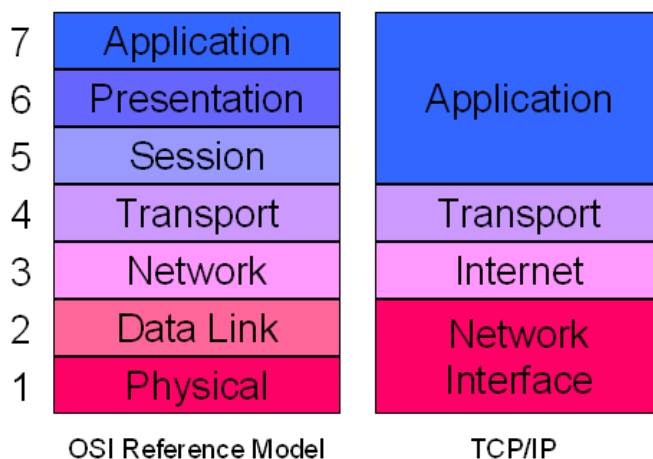 7 Application
6 Presentation
5 Session
4 Transport
3 Network
2 Data Link
1 Physical
OSI Reference Model
Application
Transport
Internet
Network
Interface
TCP/IP